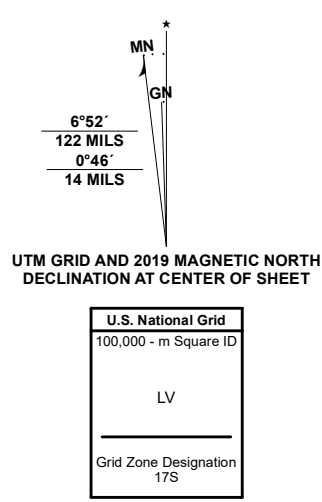 MN
GN
6°52´
122 MILS
0°46´
14 MILS
UTM GRID AND 2019 MAGNETIC NORTH
DECLINATION AT CENTER OF SHEET
U.S. National Grid
100,000 - m Square ID
LV
Grid Zone Designation
17S